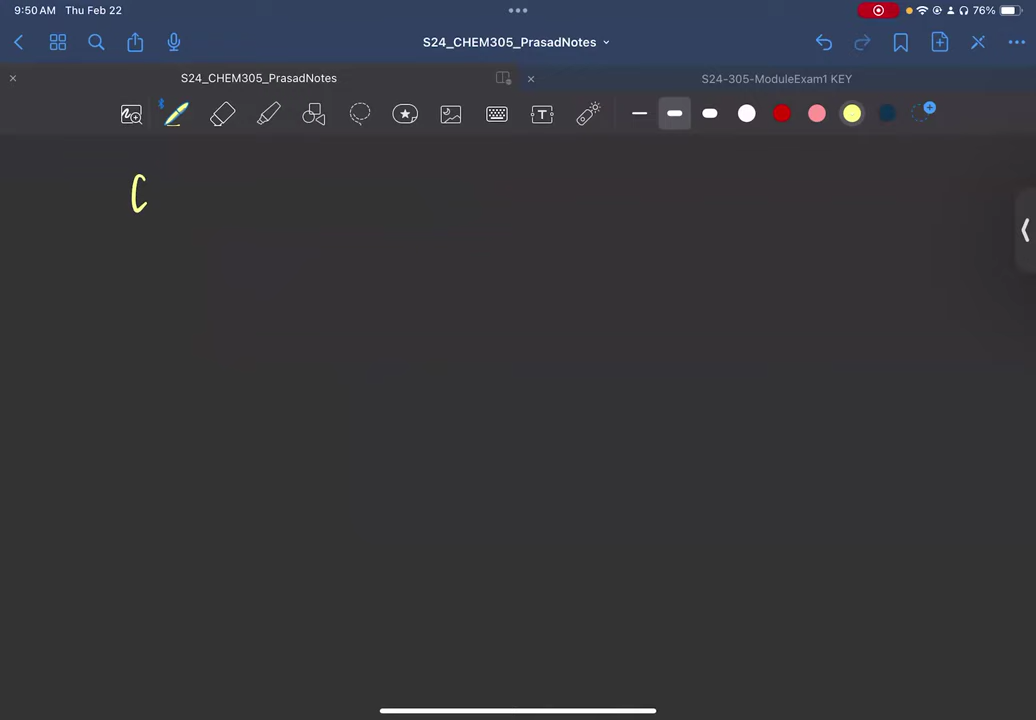 9:50 AM Thu Feb 22 76%
S24_CHEM305_PrasadNotes
S24_CHEM305_PrasadNotes S24-305-ModuleExam1 KEY
C